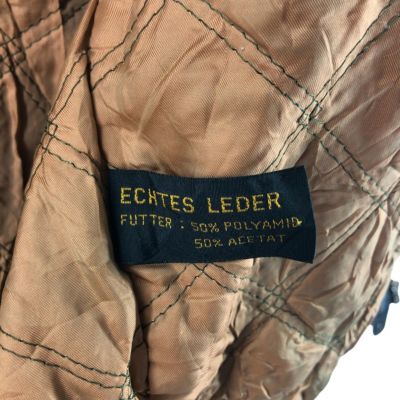 ECHTES LEDER
FUTTER : 50% POLYAMID
50% ACETAT